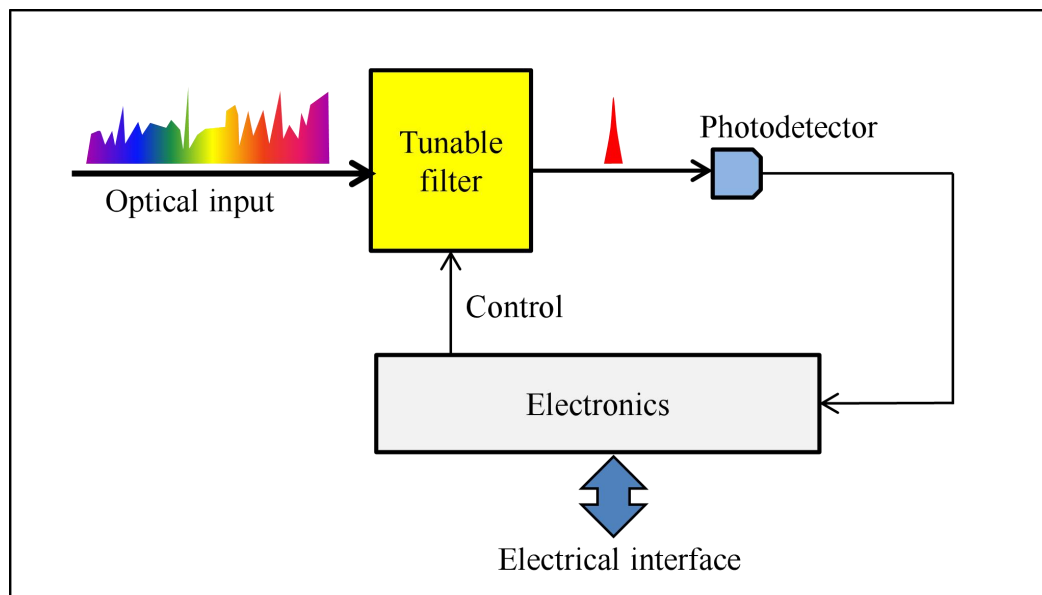 Tunable
filter
Photodetector
Optical input
Control
Electronics
Electrical interface